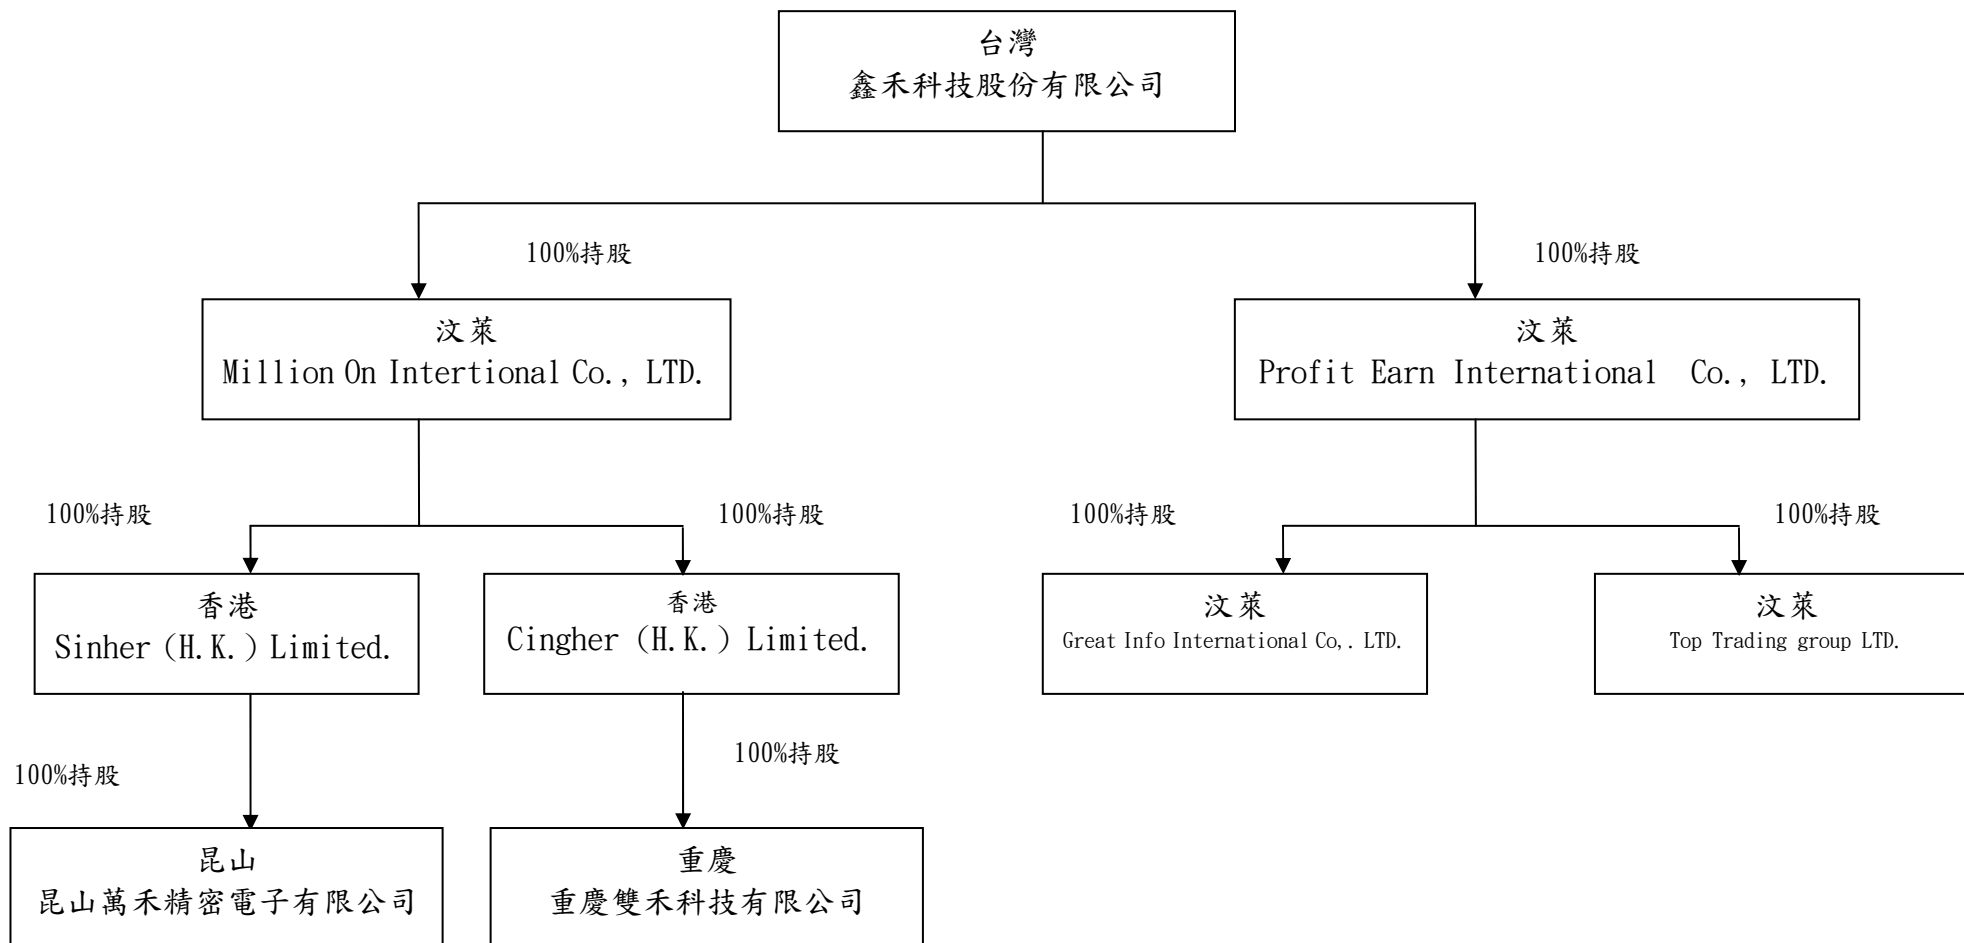 台灣
鑫禾科技股份有限公司
100%持股
100%持股
汶萊
Million On Intertional Co., LTD.
汶萊
Profit Earn International Co., LTD.
100%持股
100%持股
100%持股
100%持股
香港
Sinher (H.K.) Limited.
香港
Cingher (H.K.) Limited.
汶萊
Great Info International Co,. LTD.
汶萊
Top Trading group LTD.
100%持股
100%持股
昆山
昆山萬禾精密電子有限公司
重慶
重慶雙禾科技有限公司